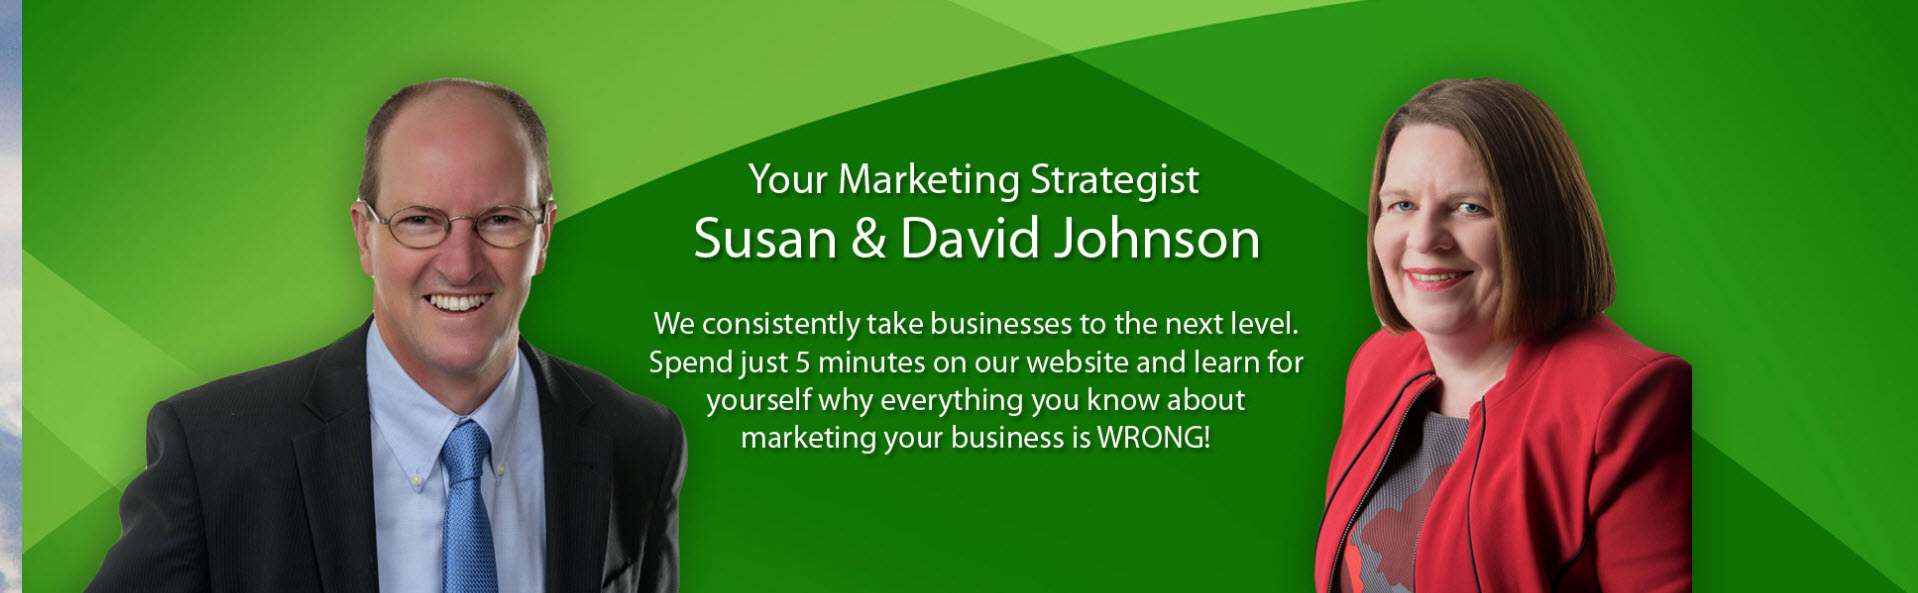 Your Marketing Strategist
Susan & David Johnson
We consistently take businesses to the next level.
Spend just 5 minutes on our website and learn for
yourself why everything you know about
marketing your business is WRONG!